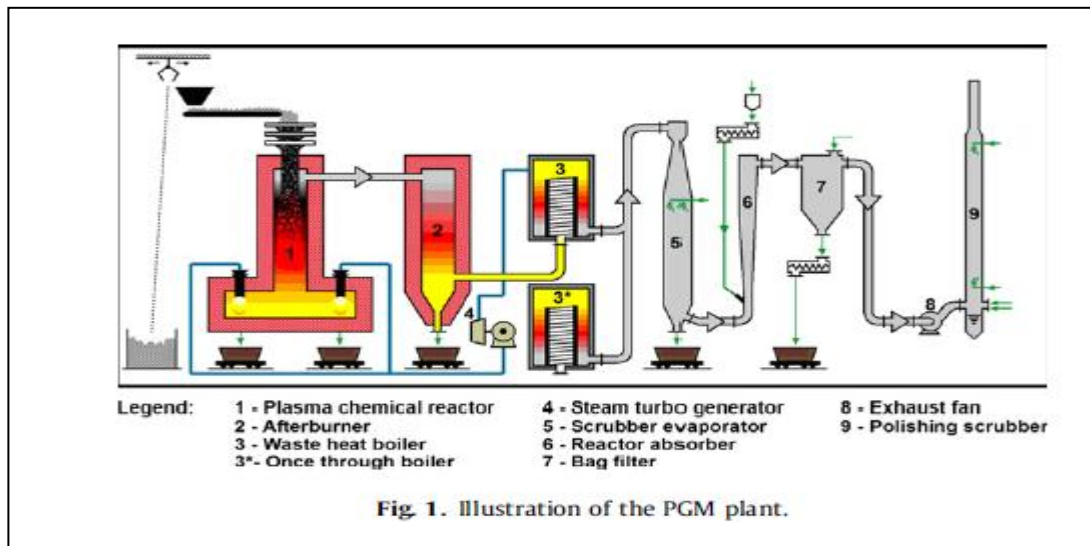 1
2
3
3*
4
5
6
7
8
9
Legend: 1 - Plasma chemical reactor 4 - Steam turbo generator 8 - Exhaust fan
2 - Afterburner 5 - Scrubber evaporator 9 - Polishing scrubber
3 - Waste heat boiler 6 - Reactor absorber
3*- Once through boiler 7 - Bag filter
Fig. 1. Illustration of the PGM plant.